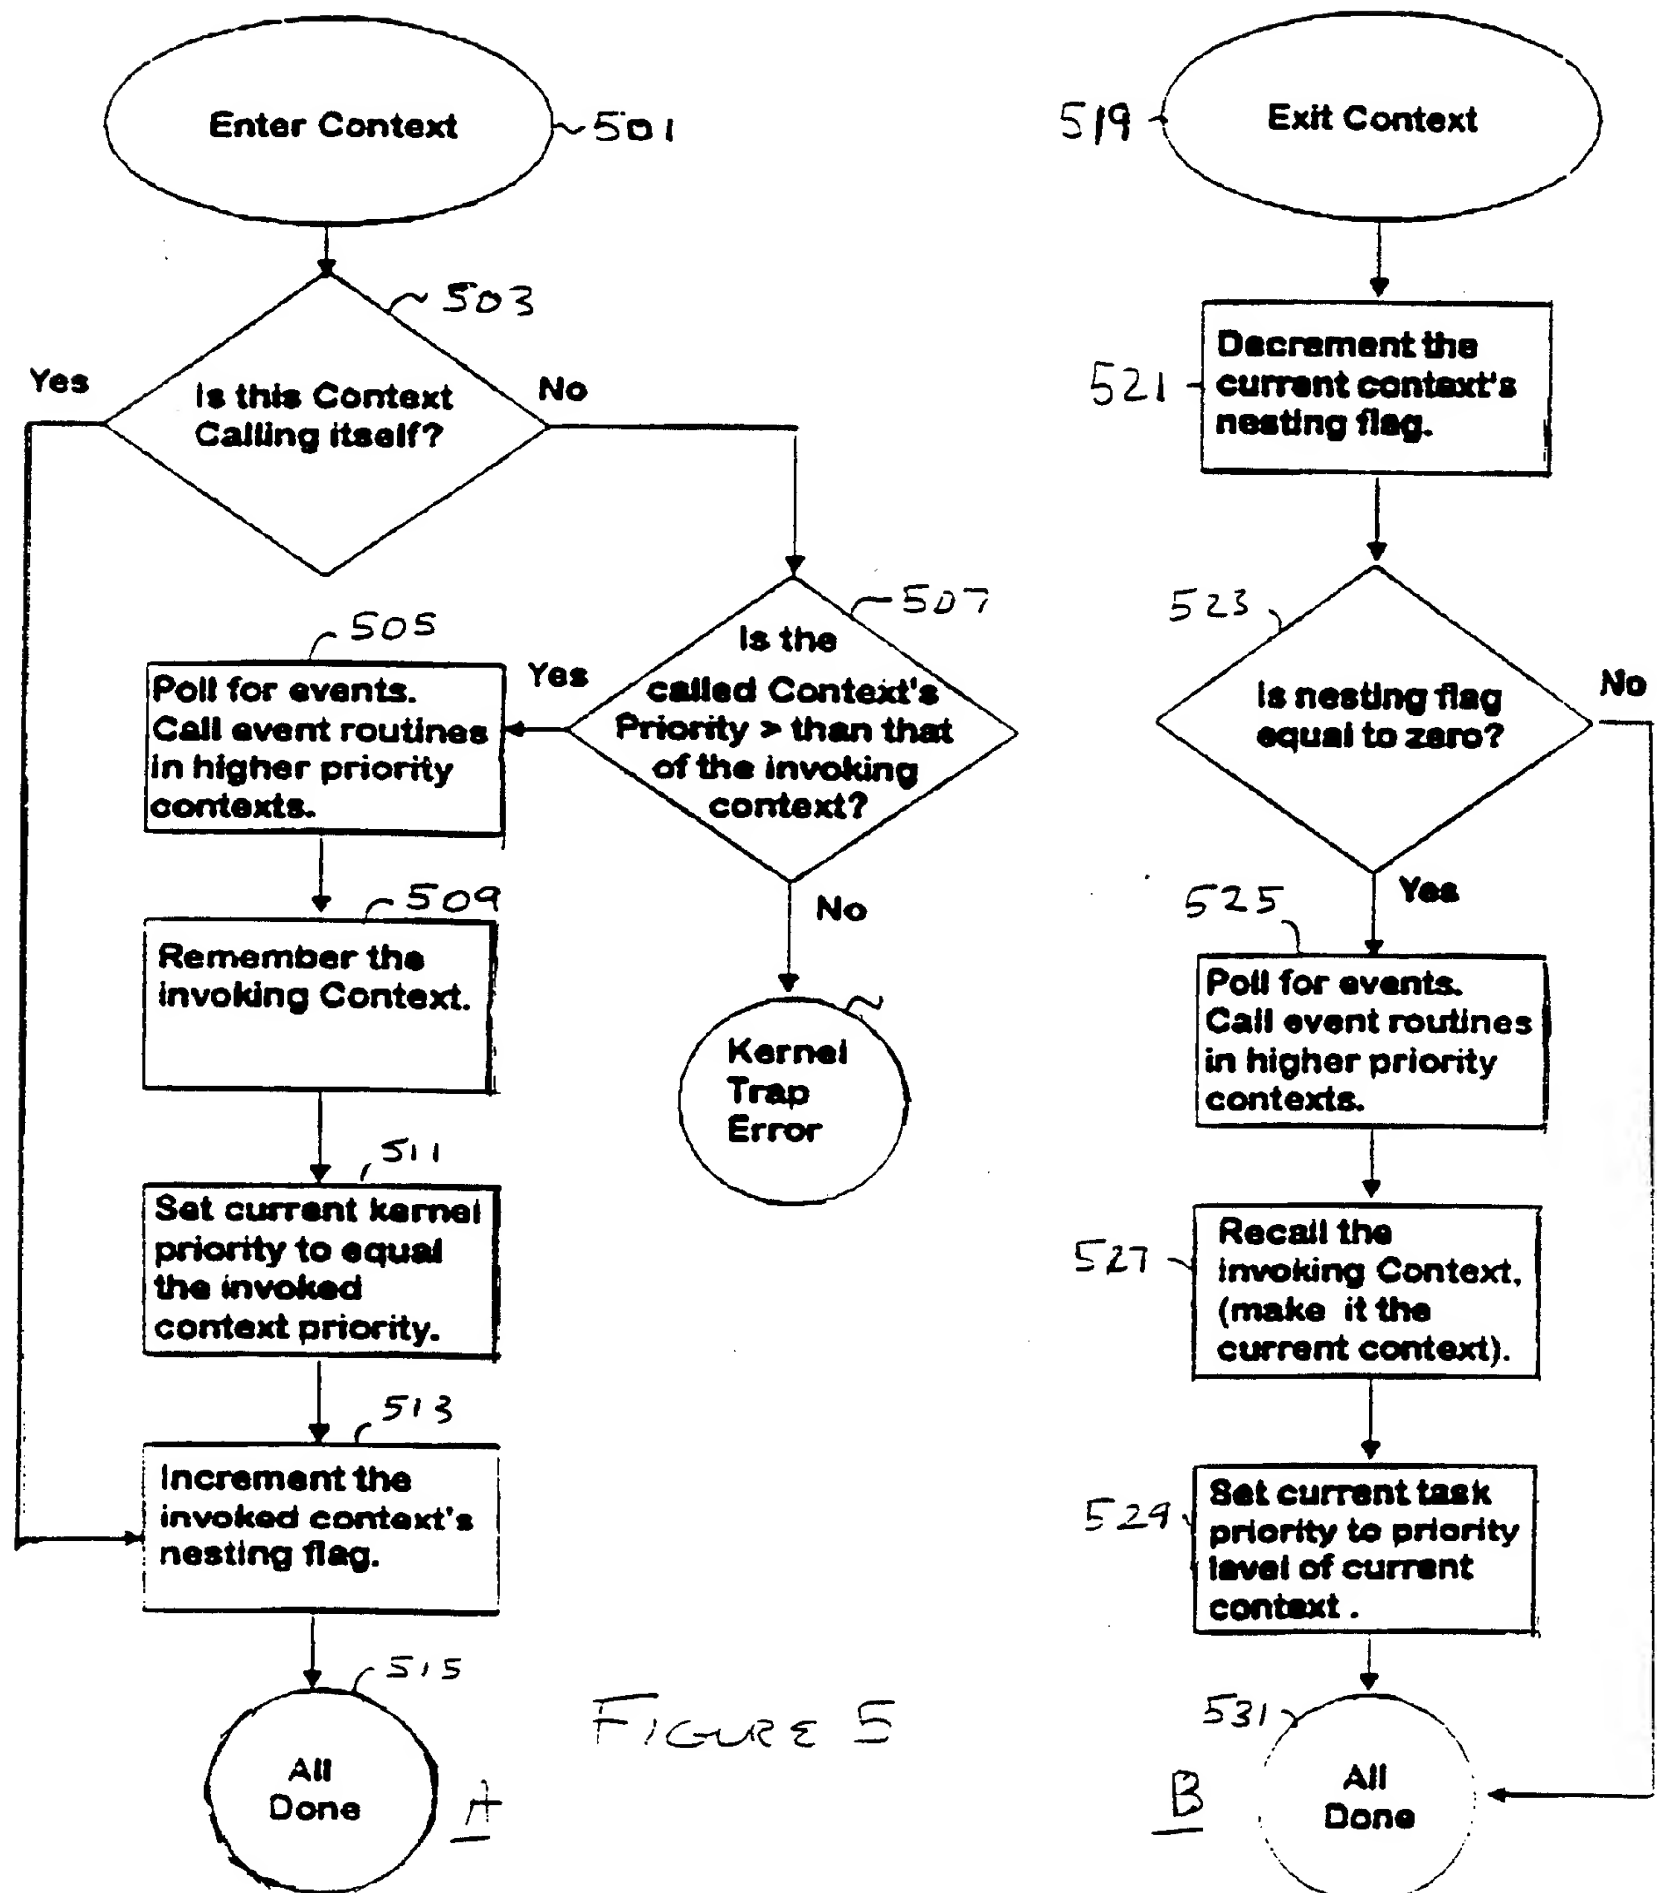 Enter Context
501
503
Yes
No
Is this Context
Calling itself?
507
505
Is the
called Context's
Priority > than that
of the invoking
context?
Yes
No
Poll for events.
Call event routines
in higher priority
contexts.
509
Remember the
invoking Context.
Kernel
Trap
Error
511
Set current kernel
priority to equal
the invoked
context priority.
513
Increment the
invoked context's
nesting flag.
515
All
Done
A
FIGURE 5
519
Exit Context
521
Decrement the
current context's
nesting flag.
523
Is nesting flag
equal to zero?
No
Yes
525
Poll for events.
Call event routines
in higher priority
contexts.
527
Recall the
invoking Context,
(make it the
current context).
529
Set current task
priority to priority
level of current
context .
531
All
Done
B